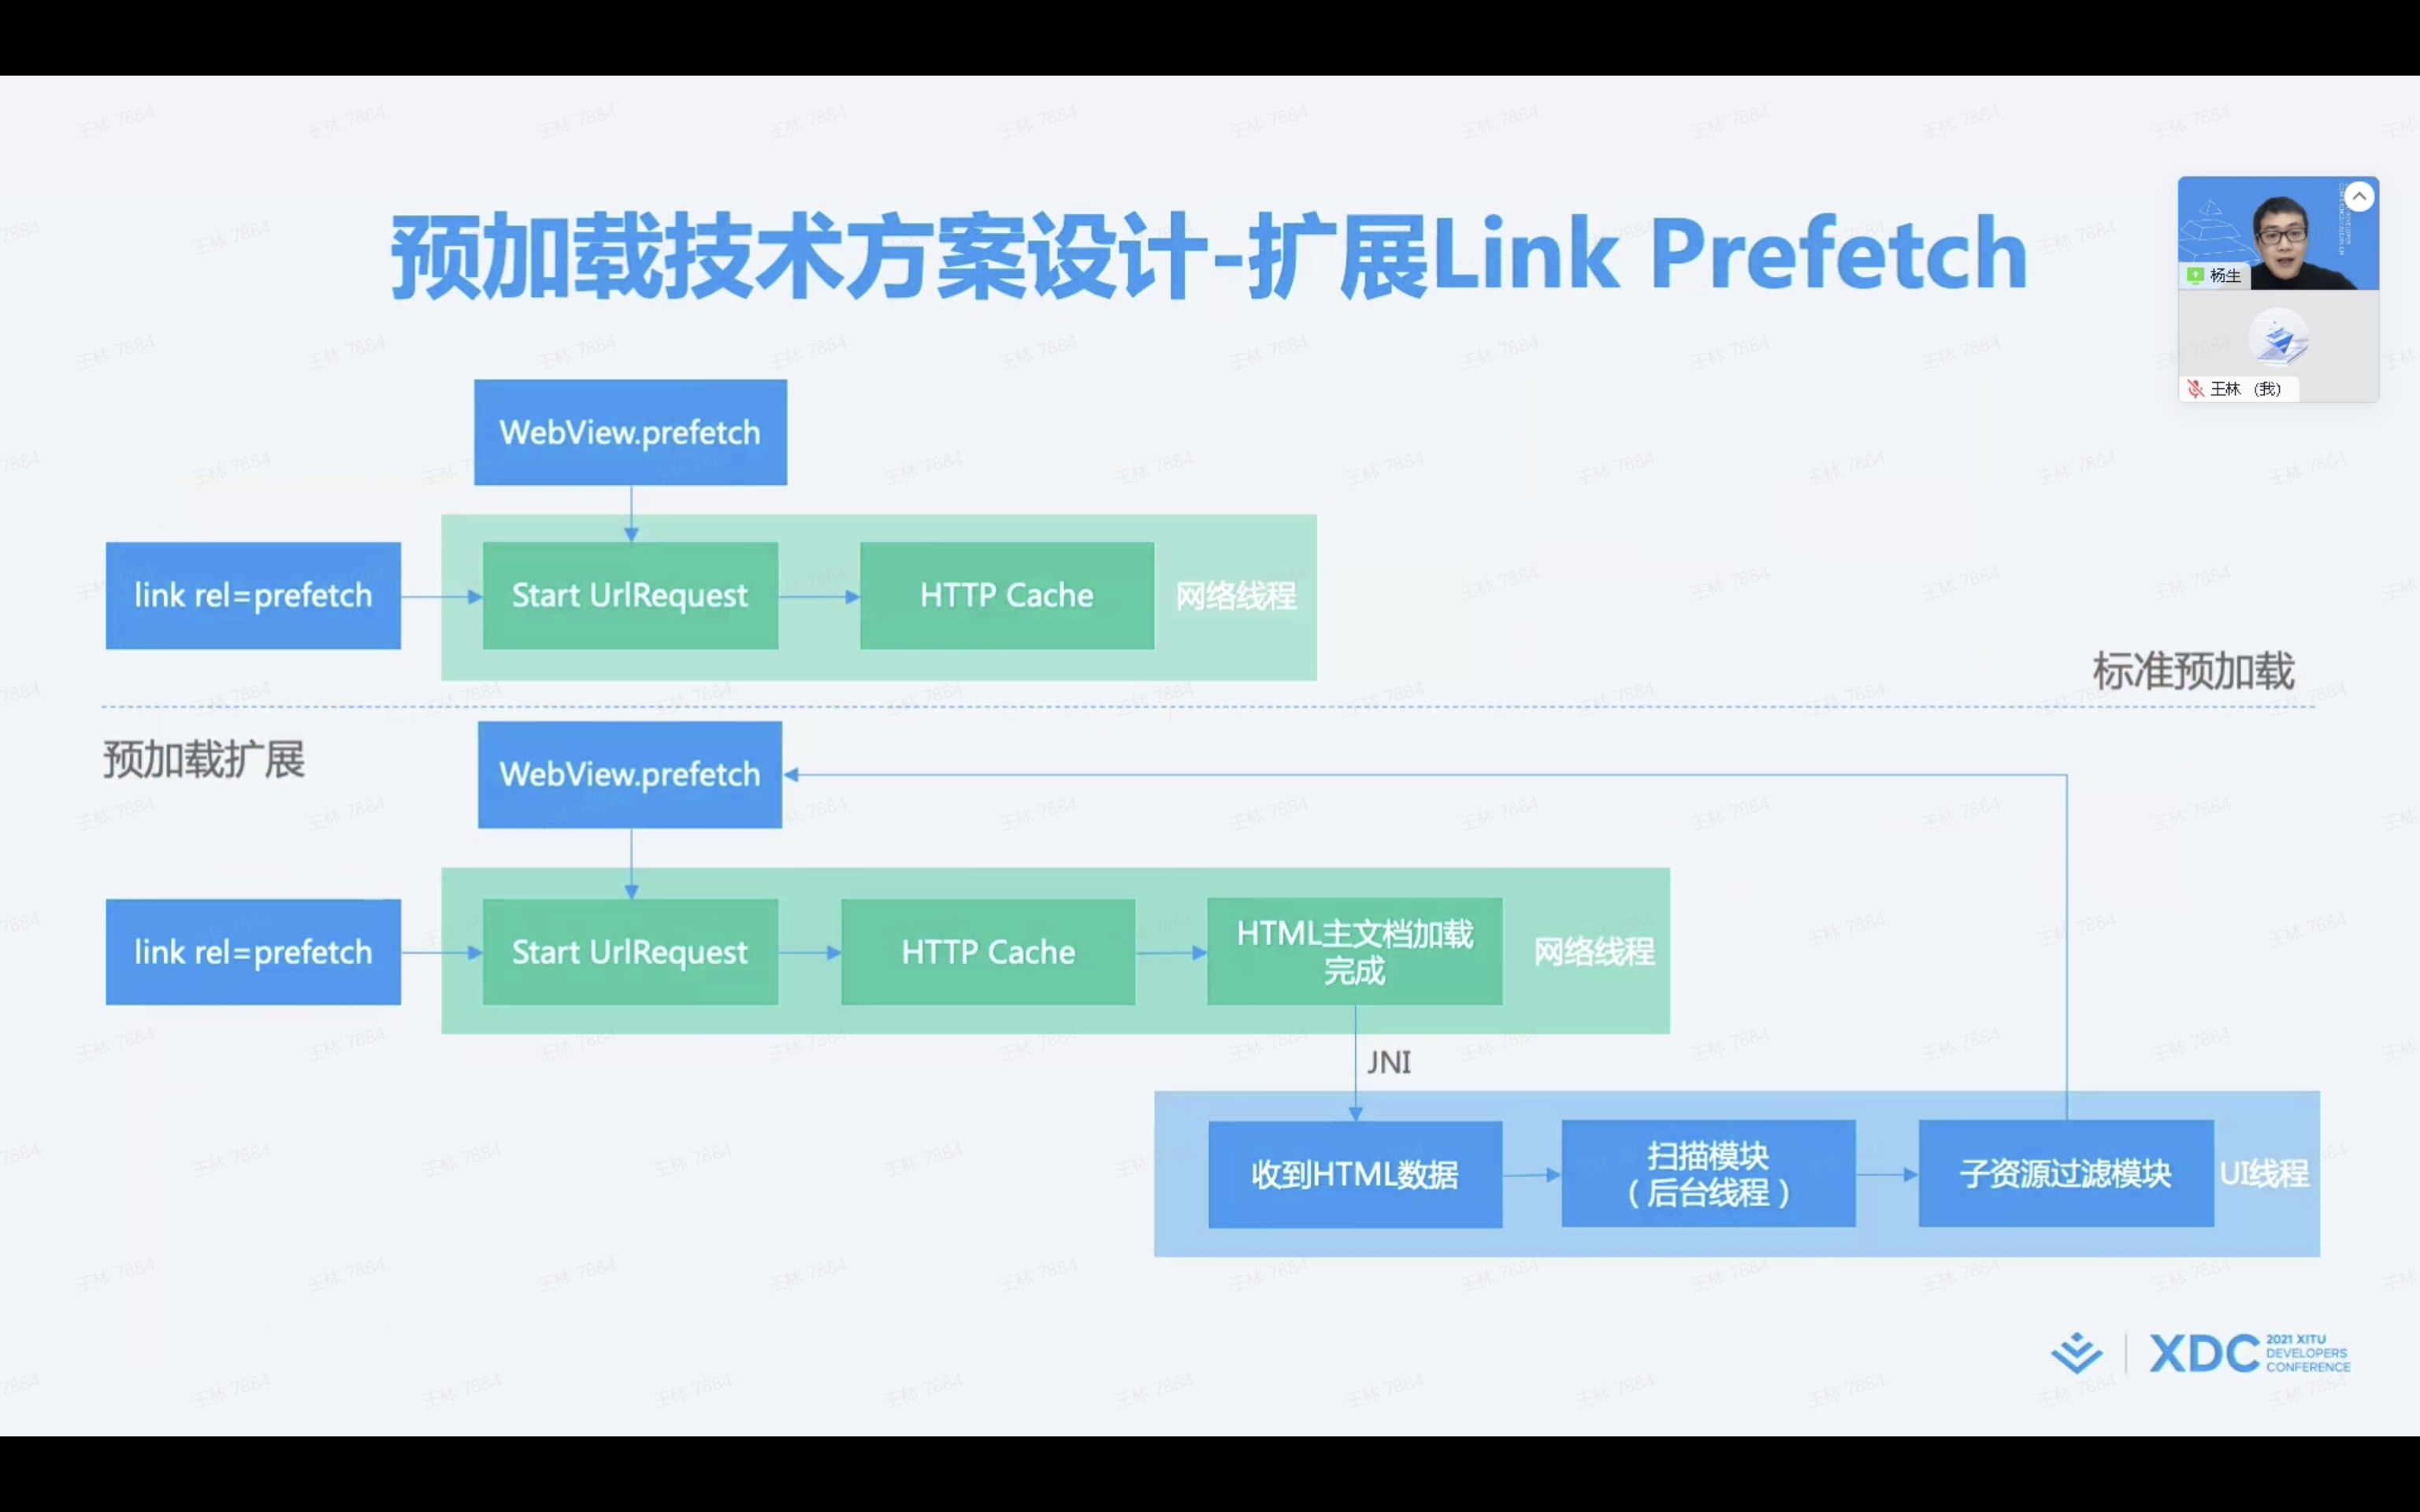 预加载技术方案设计-扩展Link Prefetch
杨生
王林 (我)
WebView.prefetch
link rel=prefetch
Start UrlRequest
HTTP Cache
网络线程
标准预加载
预加载扩展
WebView.prefetch
link rel=prefetch
Start UrlRequest
HTTP Cache
HTML主文档加载
完成
网络线程
JNI
收到HTML数据
扫描模块
（后台线程）
子资源过滤模块
UI线程
XDC
2021 XITU
DEVELOPERS
CONFERENCE
王林 7884